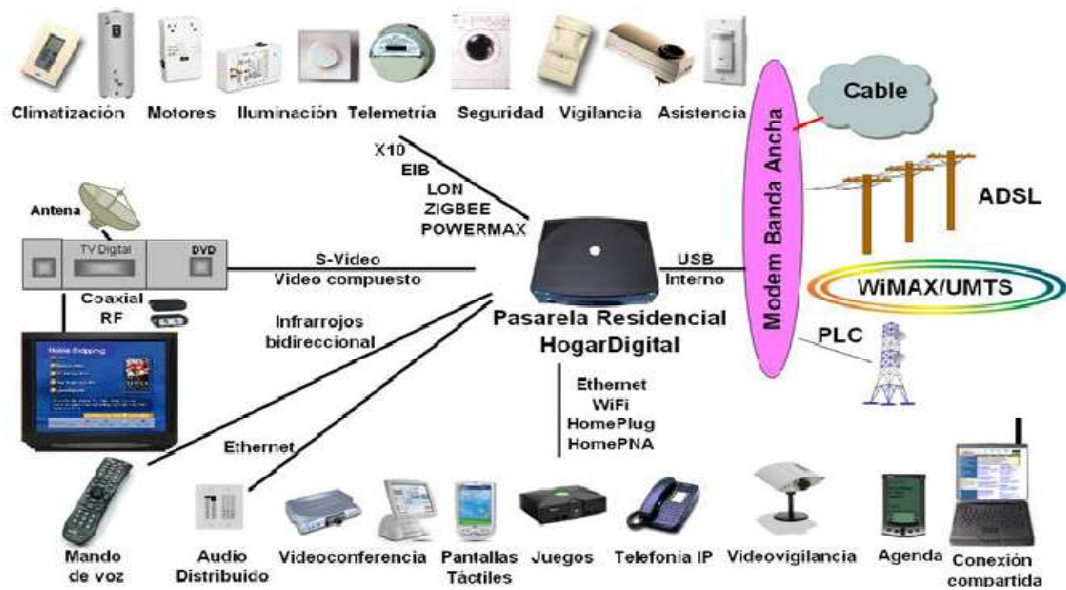 Climatización
Motores
Iluminación
Telemetría
Seguridad
Vigilancia
Asistencia
X10
EIB
LON
ZIGBEE
POWERMAX
Cable
Modem Banda Ancha
ADSL
WiMAX/UMTS
PLC
Antena
TV Digital
DVD
S-Video
Video compuesto
USB
Interno
Coaxial
RF
Infrarrojos
bidireccional
Pasarela Residencial
HogarDigital
Ethernet
WiFi
HomePlug
HomePNA
Home Shopping
Ethernet
Mando
de voz
Audio
Distribuido
Videoconferencia
Pantallas
Táctiles
Juegos
Telefonía IP
Videovigilancia
Agenda
Conexión
compartida